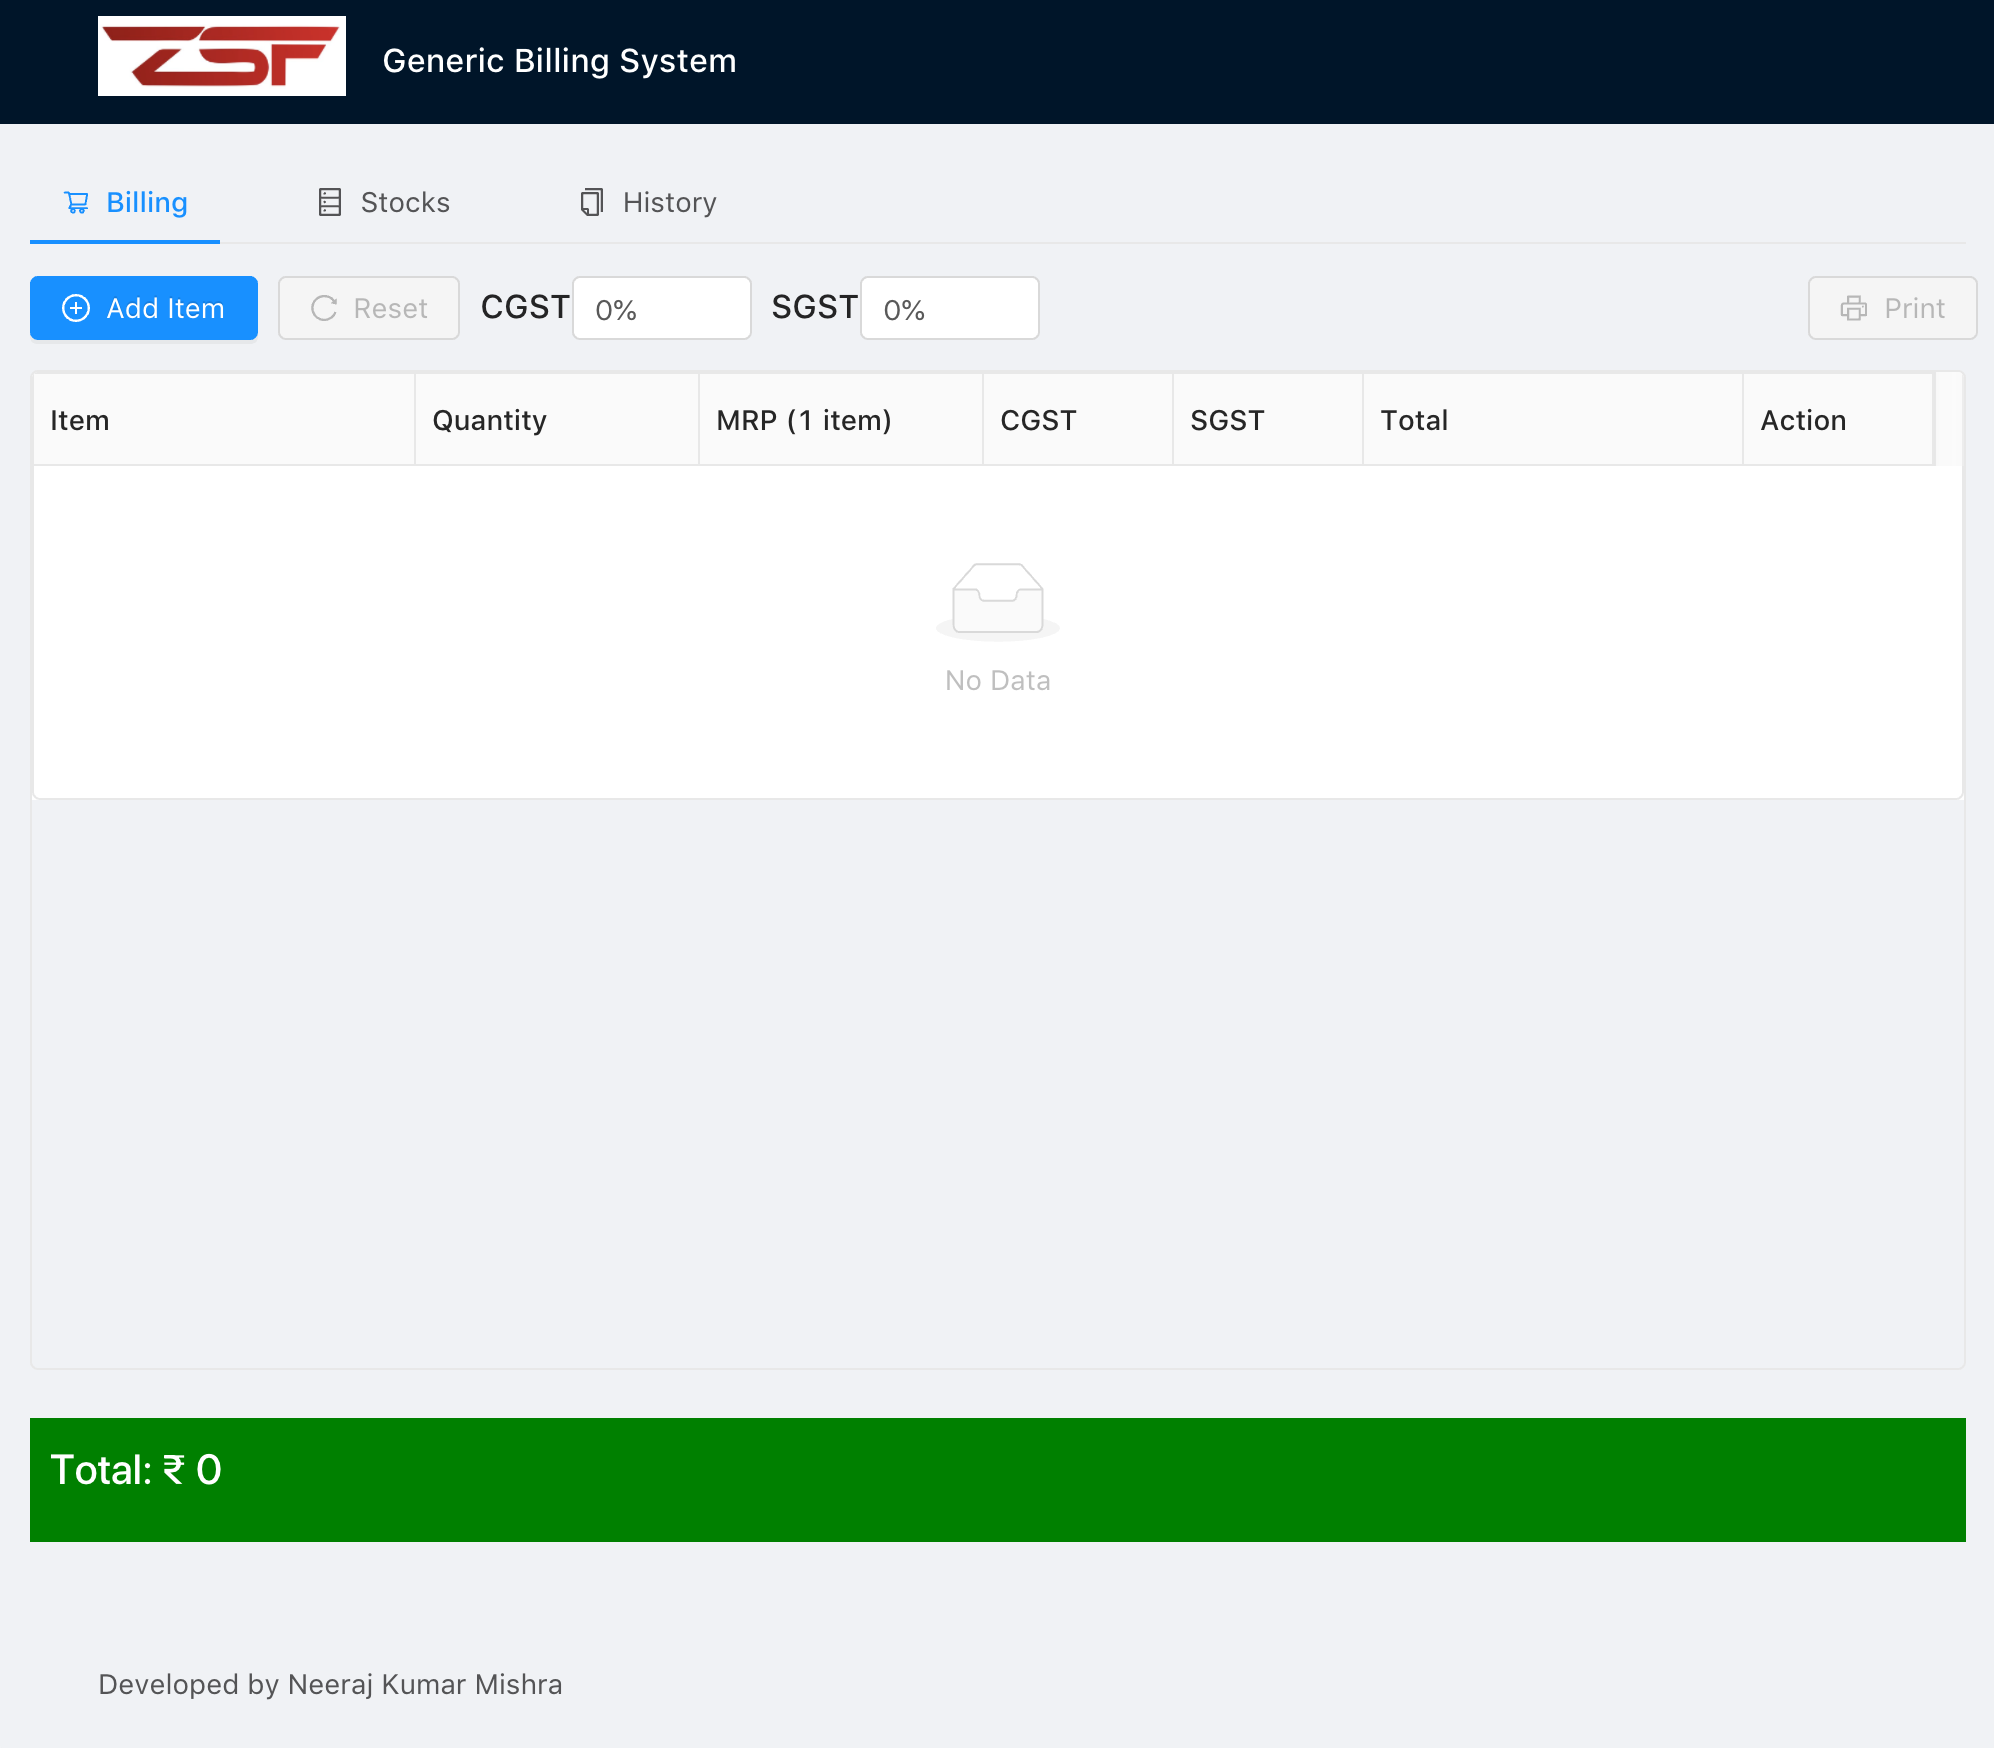 ZSF
Generic Billing System
Billing Stocks History
Add Item Reset CGST 0% SGST 0% Print
Item Quantity MRP (1 item) CGST SGST Total Action
No Data
Total: ₹ 0
Developed by Neeraj Kumar Mishra